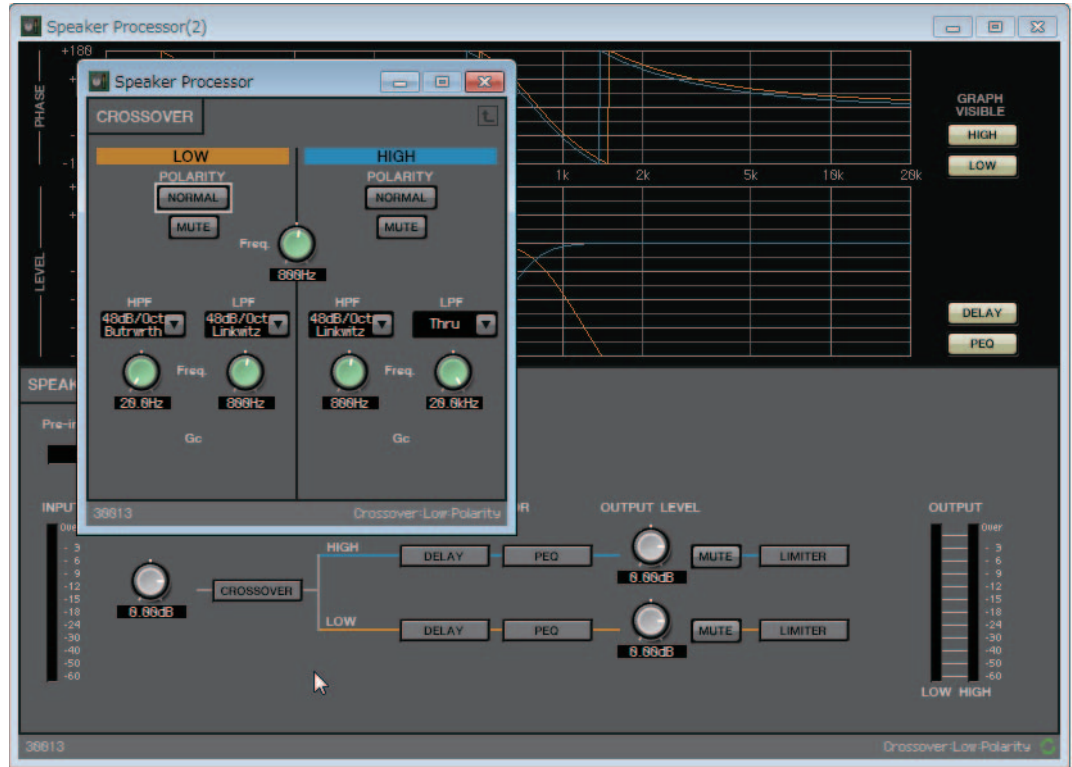 Speaker Processor(2)
+180
PHASE
-1
1k 2k 5k 10k 20k
LEVEL
GRAPH
VISIBLE
HIGH
LOW
DELAY
PEQ
Speaker Processor
CROSSOVER
LOW HIGH
POLARITY POLARITY
NORMAL NORMAL
MUTE MUTE
Freq.
800Hz
HPF LPF HPF LPF
48dB/Oct 48dB/Oct 48dB/Oct Thru
Butrwrth Linkwitz Linkwitz
Freq. Freq.
20.0Hz 800Hz 800Hz 20.0kHz
Gc Gc
30013 Crossover:Low:Polarity
SPEAK
Pre-in
INPU OR OUTPUT LEVEL OUTPUT
Over
- 3
- 6
- 9
-12
-15
-18
-24
-30
-40
-50
-60
0.00dB
CROSSOVER
HIGH DELAY PEQ MUTE LIMITER
0.00dB
LOW DELAY PEQ MUTE LIMITER
0.00dB
Over
- 3
- 6
- 9
-12
-15
-18
-24
-30
-40
-50
-60
LOW HIGH
30013 Crossover:Low:Polarity